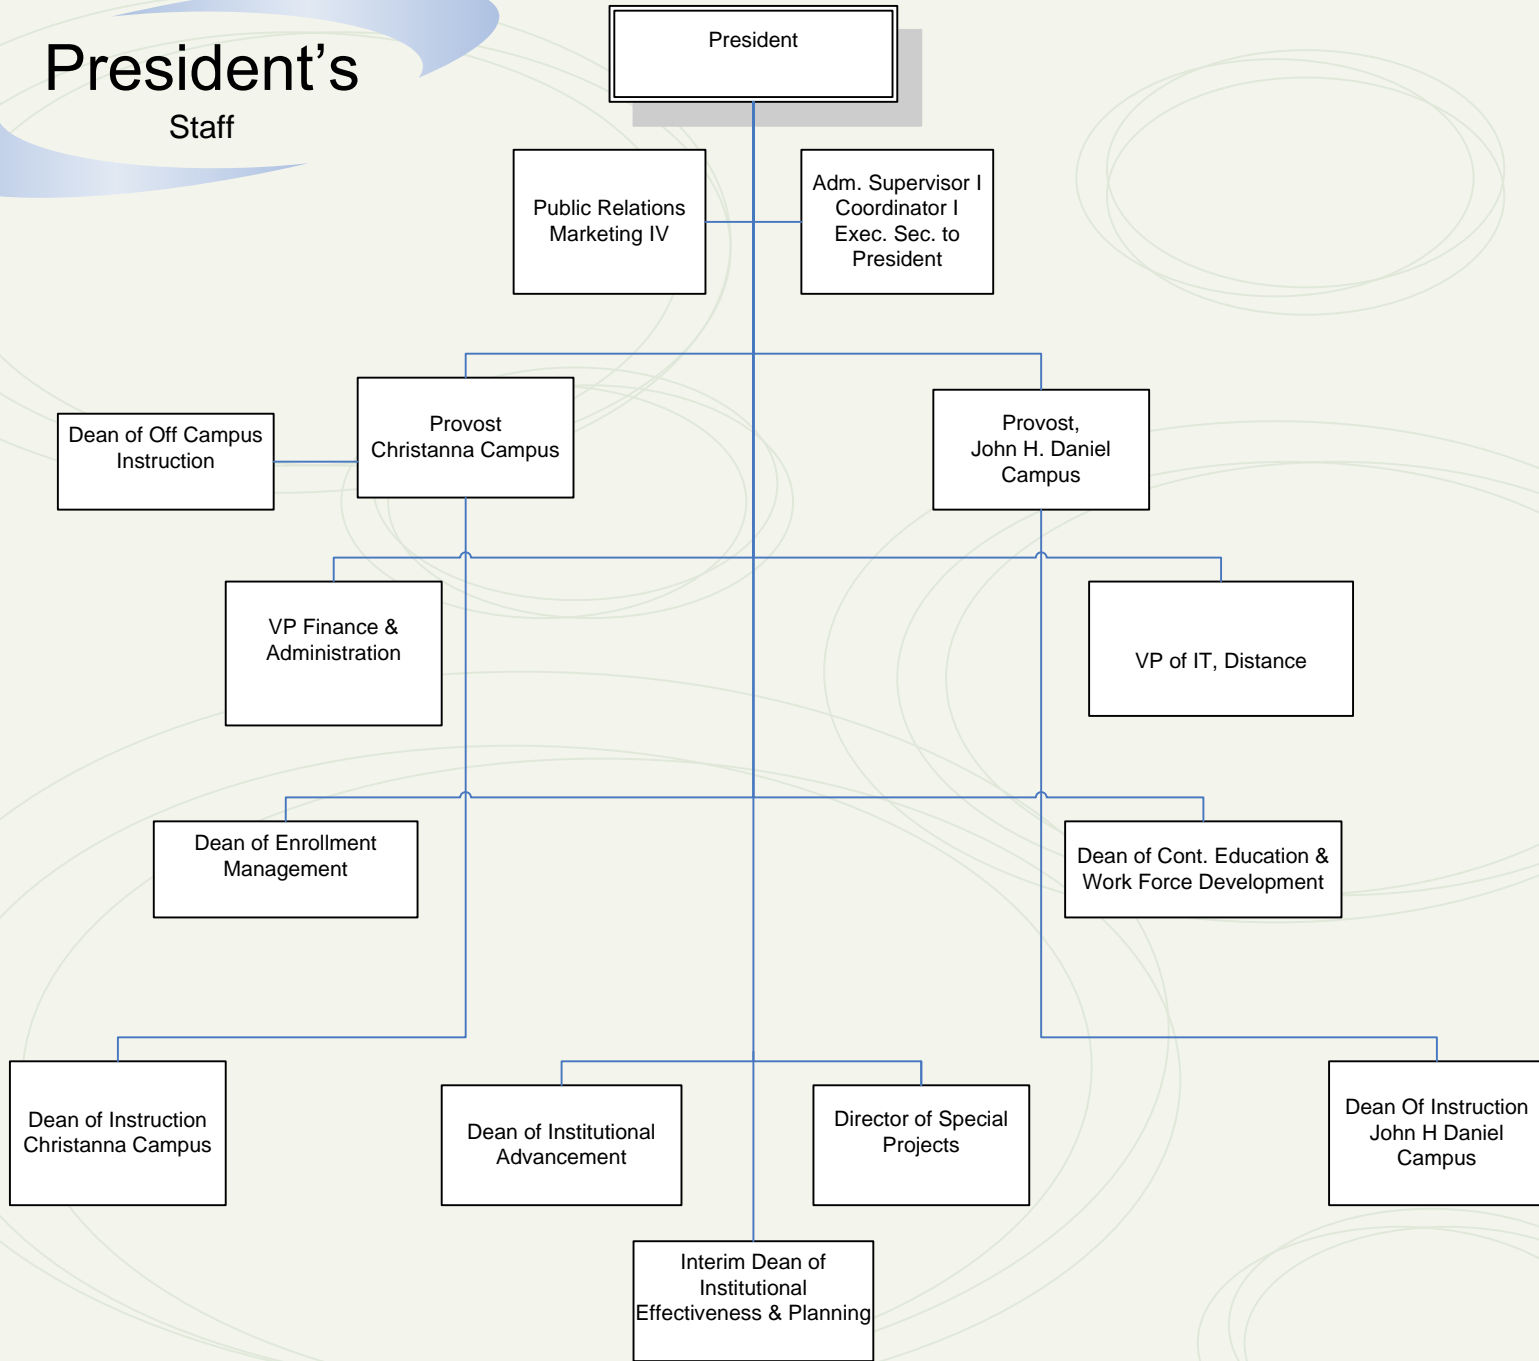 President's
Staff
President
Public Relations
Marketing IV
Adm. Supervisor I
Coordinator I
Exec. Sec. to
President
Dean of Off Campus
Instruction
Provost
Christanna Campus
Provost,
John H. Daniel
Campus
VP Finance &
Administration
VP of IT, Distance
Dean of Enrollment
Management
Dean of Cont. Education &
Work Force Development
Dean of Instruction
Christanna Campus
Dean of Institutional
Advancement
Director of Special
Projects
Dean Of Instruction
John H Daniel
Campus
Interim Dean of
Institutional
Effectiveness & Planning